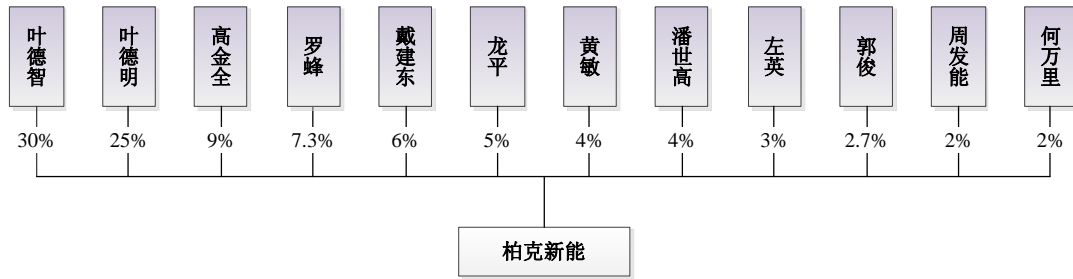 叶德智
叶德明
高金全
罗蜂
戴建东
龙平
黄敏
潘世高
左英
郭俊
周发能
何万里
30%
25%
9%
7.3%
6%
5%
4%
4%
3%
2.7%
2%
2%
柏克新能